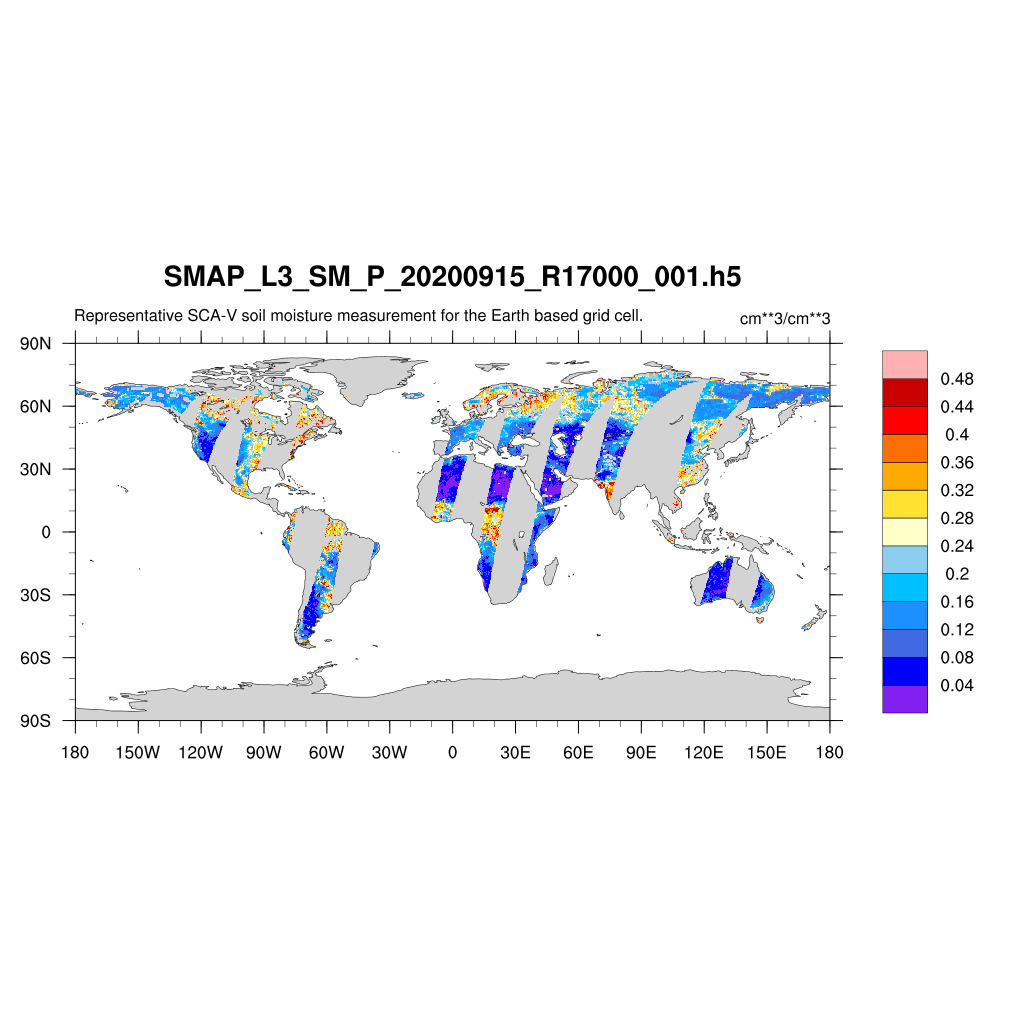 SMAP_L3_SM_P_20200915_R17000_001.h5
Representative SCA-V soil moisture measurement for the Earth based grid cell.
cm**3/cm**3
90N
60N
30N
0
30S
60S
90S
180 150W 120W 90W 60W 30W 0 30E 60E 90E 120E 150E 180
0.48
0.44
0.4
0.36
0.32
0.28
0.24
0.2
0.16
0.12
0.08
0.04